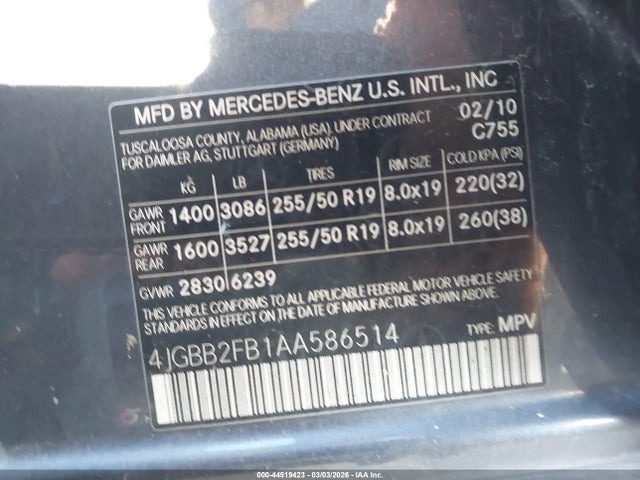 MFD BY MERCEDES-BENZ U.S. INTL., INC
TUSCALOOSA COUNTY, ALABAMA (USA), UNDER CONTRACT 02/10
FOR DAIMLER AG, STUTTGART (GERMANY) C755
KG LB TIRES RIM SIZE COLD KPA (PSI)
GAWR FRONT 1400 3086 255/50 R19 8.0x19 220(32)
GAWR REAR 1600 3527 255/50 R19 8.0x19 260(38)
GVWR 2830 6239
THIS VEHICLE CONFORMS TO ALL APPLICABLE FEDERAL MOTOR VEHICLE SAFETY
STANDARDS IN EFFECT ON THE DATE OF MANUFACTURE SHOWN ABOVE.
4JGBB2FB1AA586514 TYPE: MPV
000-44519423 - 03/03/2026 - IAA Inc.